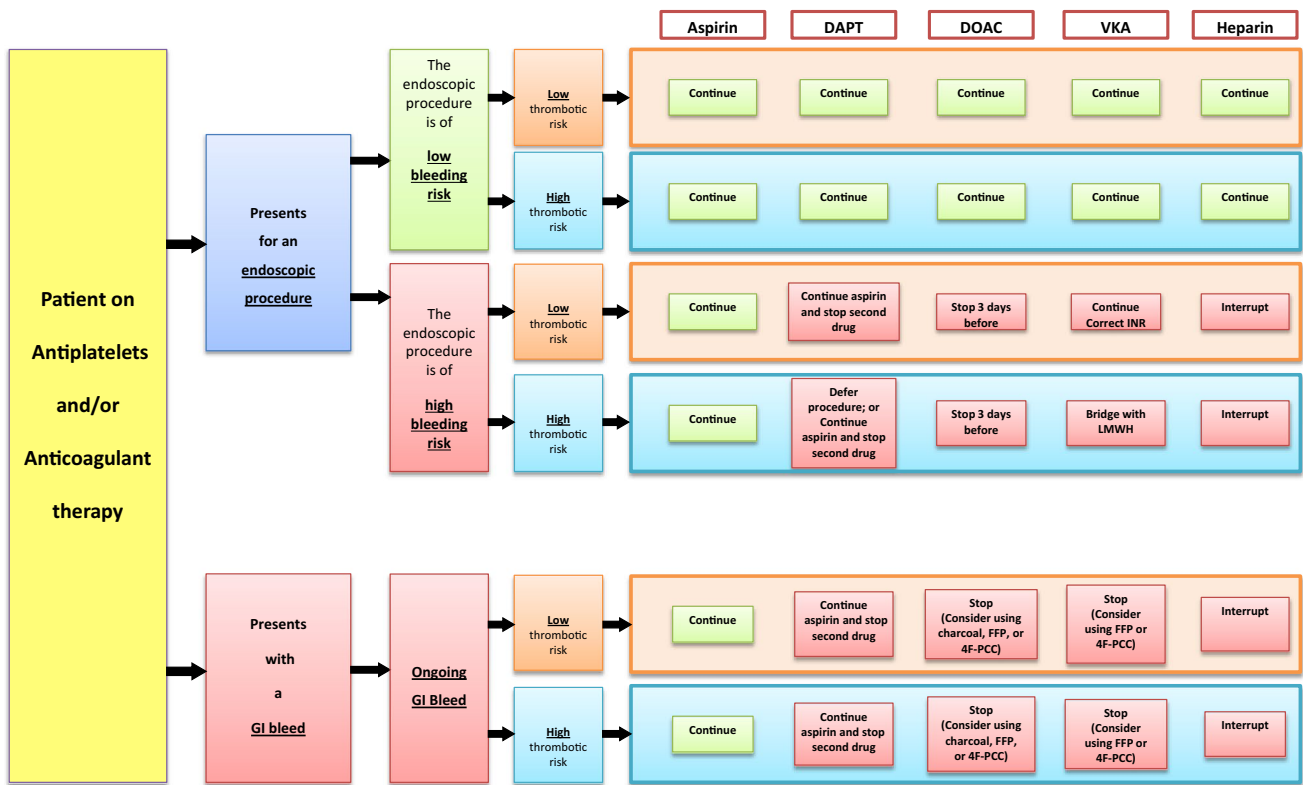 Aspirin
DAPT
DOAC
VKA
Heparin
Patient on
Antiplatelets
and/or
Anticoagulant
therapy
Presents
for an
endoscopic
procedure
The
endoscopic
procedure
is of
low
bleeding
risk
Low
thrombotic
risk
Continue
Continue
Continue
Continue
Continue
High
thrombotic
risk
Continue
Continue
Continue
Continue
Continue
The
endoscopic
procedure
is of
high
bleeding
risk
Low
thrombotic
risk
Continue
Continue aspirin
and stop second
drug
Stop 3 days
before
Continue
Correct INR
Interrupt
High
thrombotic
risk
Continue
Defer
procedure; or
Continue
aspirin and stop
second drug
Stop 3 days
before
Bridge with
LMWH
Interrupt
Presents
with
a
GI bleed
Ongoing
GI Bleed
Low
thrombotic
risk
Continue
Continue
aspirin and stop
second drug
Stop
(Consider using
charcoal, FFP, or
4F-PCC)
Stop
(Consider
using FFP or
4F-PCC)
Interrupt
High
thrombotic
risk
Continue
Continue
aspirin and stop
second drug
Stop
(Consider using
charcoal, FFP,
or 4F-PCC)
Stop
(Consider
using FFP or
4F-PCC)
Interrupt